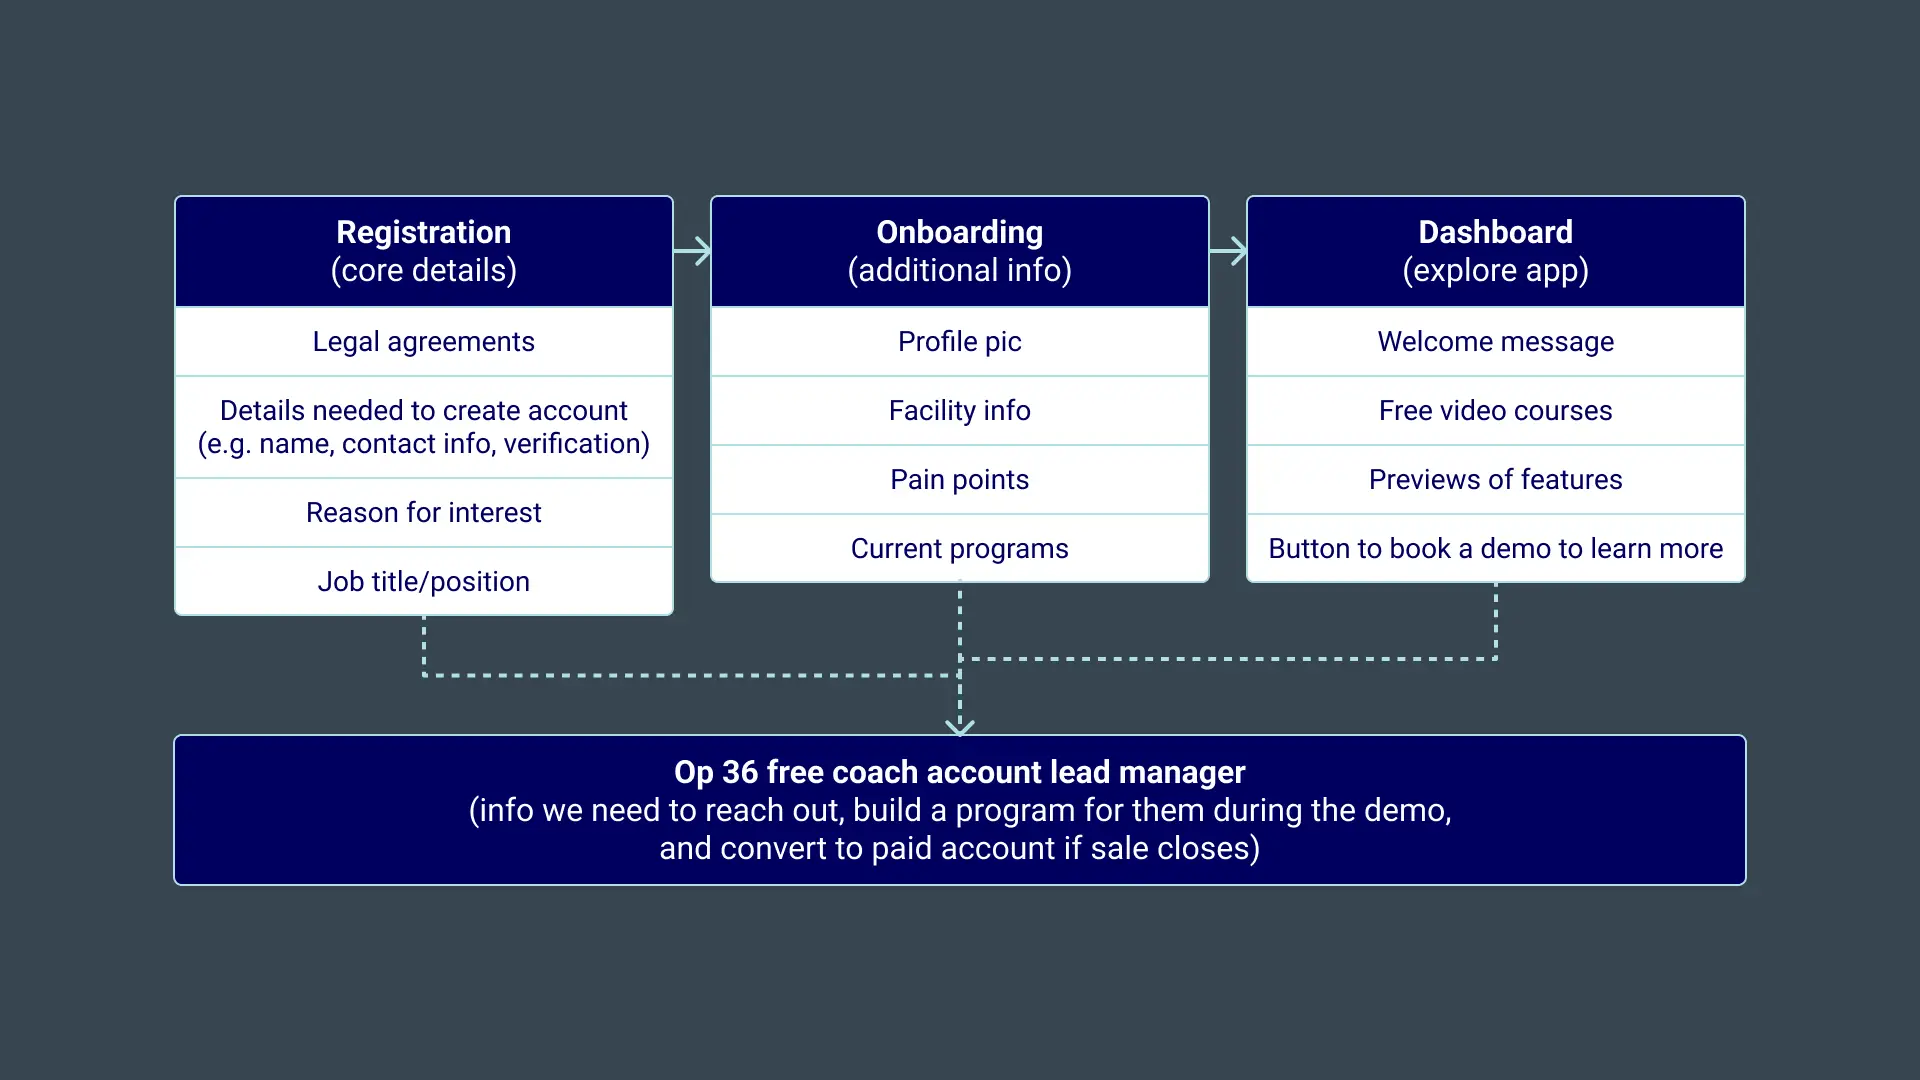 Registration
(core details)
Legal agreements
Details needed to create account
(e.g. name, contact info, verification)
Reason for interest
Job title/position
Onboarding
(additional info)
Profile pic
Facility info
Pain points
Current programs
Dashboard
(explore app)
Welcome message
Free video courses
Previews of features
Button to book a demo to learn more
Op 36 free coach account lead manager
(info we need to reach out, build a program for them during the demo,
and convert to paid account if sale closes)